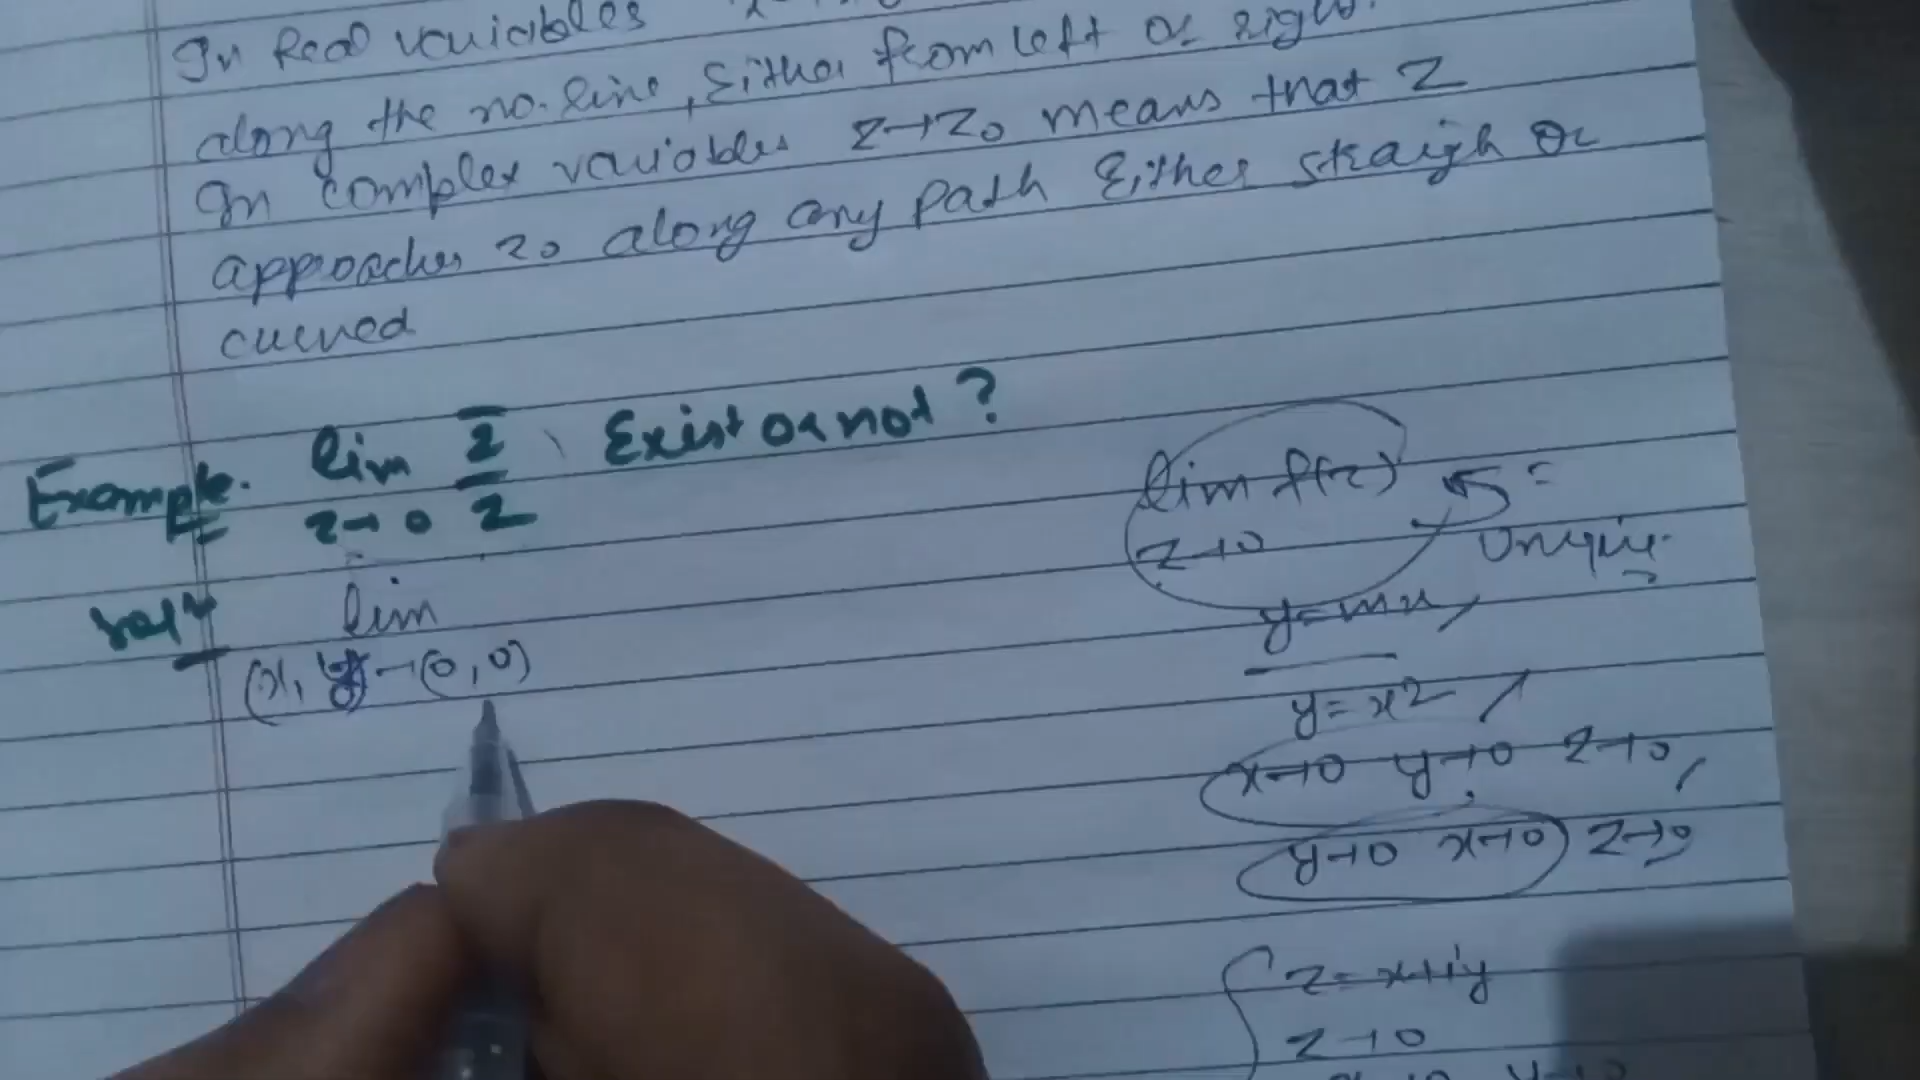 In Real variables
along the no. line, Either from left or right.
In complex variables z→z₀ means that z
approaches z₀ along any path Either straigh or
curved
Example. lim z→0 z̅/z Exist or not?
Solⁿ lim
(x, y)→(0,0)
lim f(z)
z→0
5 =
Unique
y=mx,
y=x²
x→0 y→0 z→0,
y→0 x→0 z→0
z=x+iy
z→0